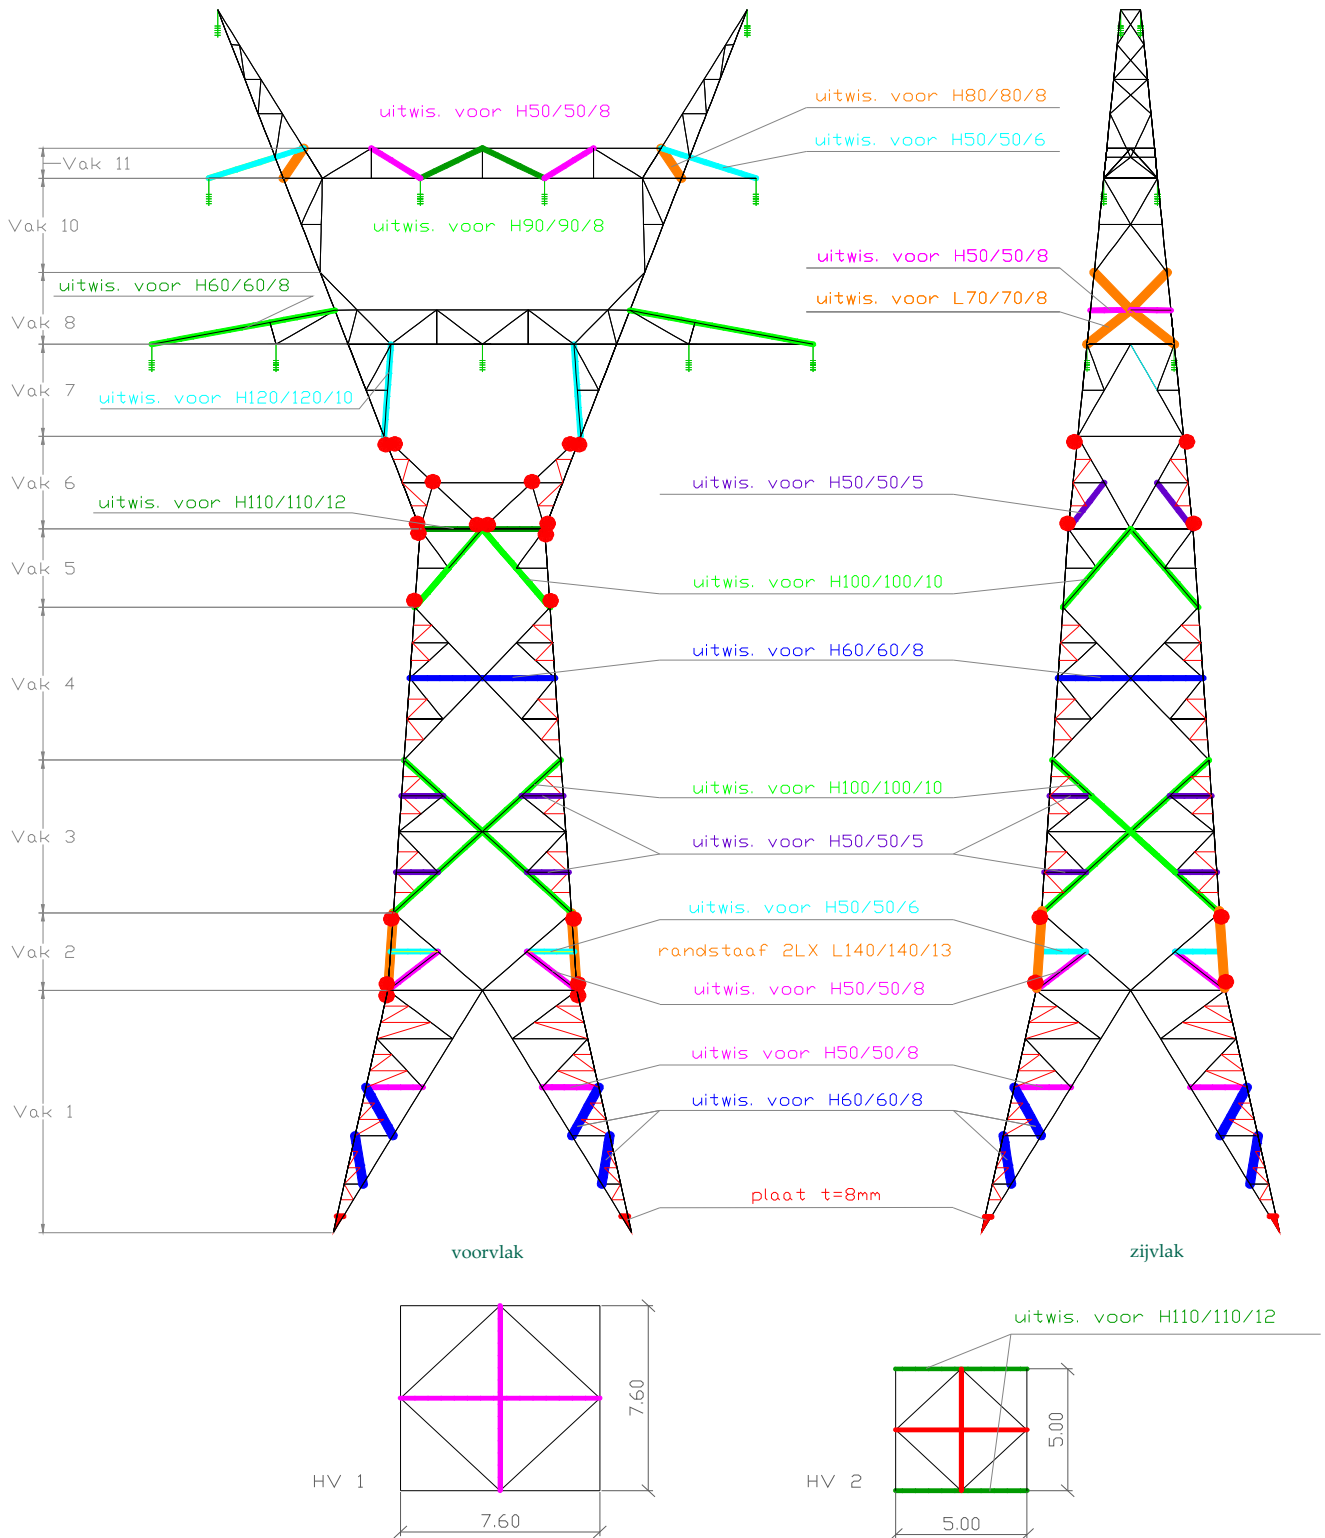 uitwis. voor H80/80/8
uitwis. voor H50/50/8
uitwis. voor H50/50/6
Vak 11
Vak 10
uitwis. voor H90/90/8
uitwis. voor H50/50/8
uitwis. voor H60/60/8
uitwis. voor L70/70/8
Vak 8
Vak 7
uitwis. voor H120/120/10
Vak 6
uitwis. voor H50/50/5
uitwis. voor H110/110/12
Vak 5
uitwis. voor H100/100/10
uitwis. voor H60/60/8
Vak 4
uitwis. voor H100/100/10
Vak 3
uitwis. voor H50/50/5
uitwis. voor H50/50/6
Vak 2
randstaaf 2LX L140/140/13
uitwis. voor H50/50/8
uitwis voor H50/50/8
uitwis. voor H60/60/8
Vak 1
plaat t=8mm
voorvlak
zijvlak
uitwis. voor H110/110/12
7.60
5.00
HV 1
HV 2
7.60
5.00